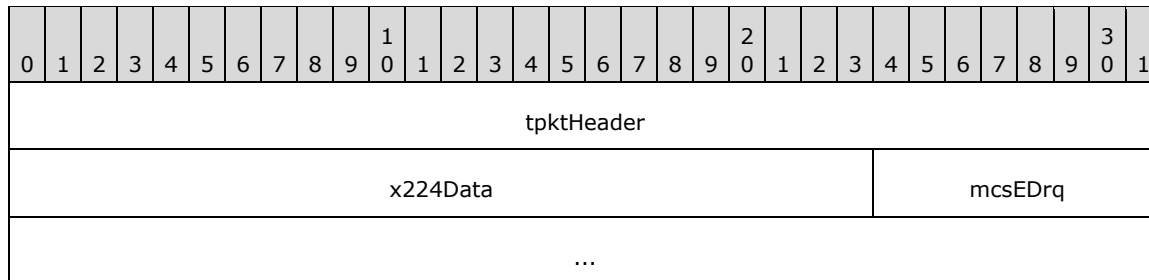 0 1 2 3 4 5 6 7 8 9 1 0 1 2 3 4 5 6 7 8 9 2 0 1 2 3 4 5 6 7 8 9 3 0 1
tpktHeader
x224Data mcsEDrq
...